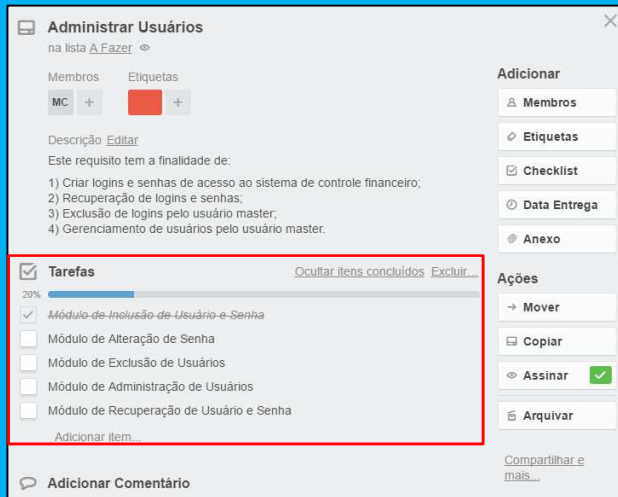 Administrar Usuários
na lista A Fazer
Membros Etiquetas
MC +
+
Descrição Editar
Este requisito tem a finalidade de:
1) Criar logins e senhas de acesso ao sistema de controle financeiro;
2) Recuperação de logins e senhas;
3) Exclusão de logins pelo usuário master;
4) Gerenciamento de usuários pelo usuário master.
Tarefas Ocultar itens concluídos Excluir...
20%
Módulo de Inclusão de Usuário e Senha
Módulo de Alteração de Senha
Módulo de Exclusão de Usuários
Módulo de Administração de Usuários
Módulo de Recuperação de Usuário e Senha
Adicionar item...
Adicionar Comentário
Adicionar
Membros
Etiquetas
Checklist
Data Entrega
Anexo
Ações
Mover
Copiar
Assinar
Arquivar
Compartilhar e
mais...